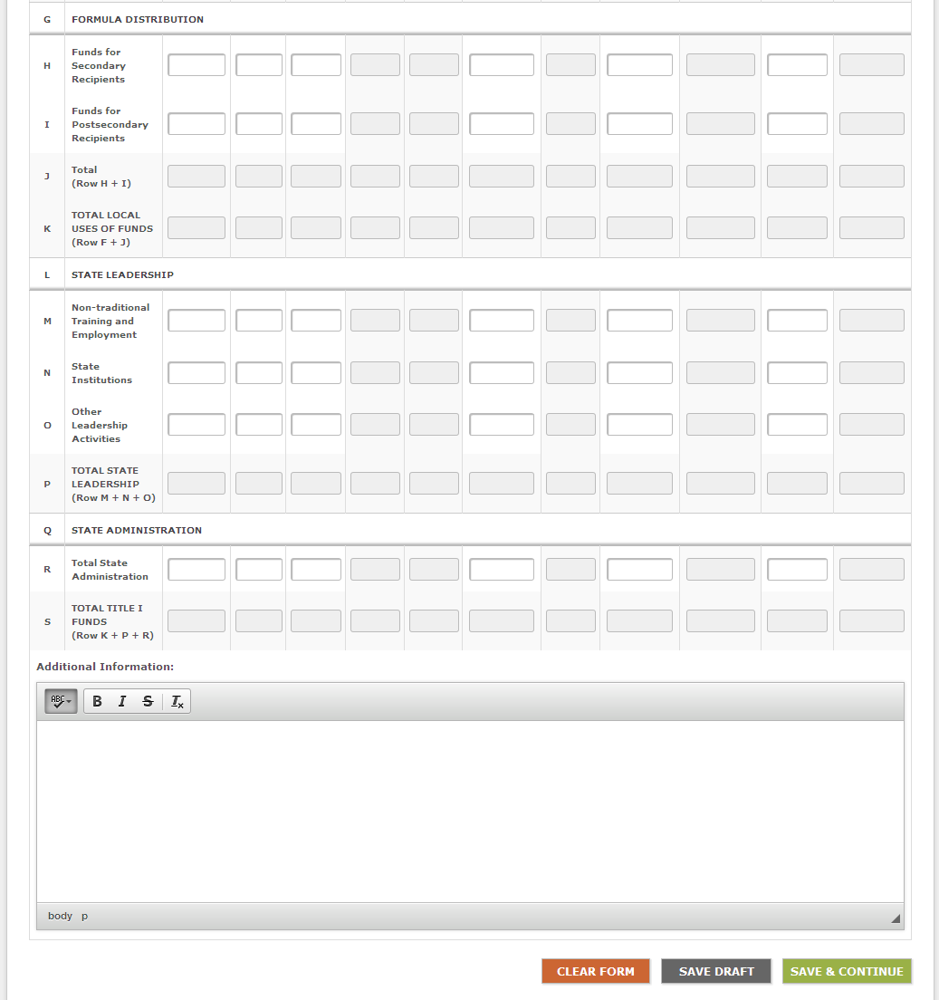 G FORMULA DISTRIBUTION
H Funds for
Secondary
Recipients
I Funds for
Postsecondary
Recipients
J Total
(Row H + I)
K TOTAL LOCAL
USES OF FUNDS
(Row F + J)
L STATE LEADERSHIP
M Non-traditional
Training and
Employment
N State
Institutions
O Other
Leadership
Activities
P TOTAL STATE
LEADERSHIP
(Row M + N + O)
Q STATE ADMINISTRATION
R Total State
Administration
S TOTAL TITLE I
FUNDS
(Row K + P + R)
Additional Information:
ABC B I S Ix
body p
CLEAR FORM SAVE DRAFT SAVE & CONTINUE